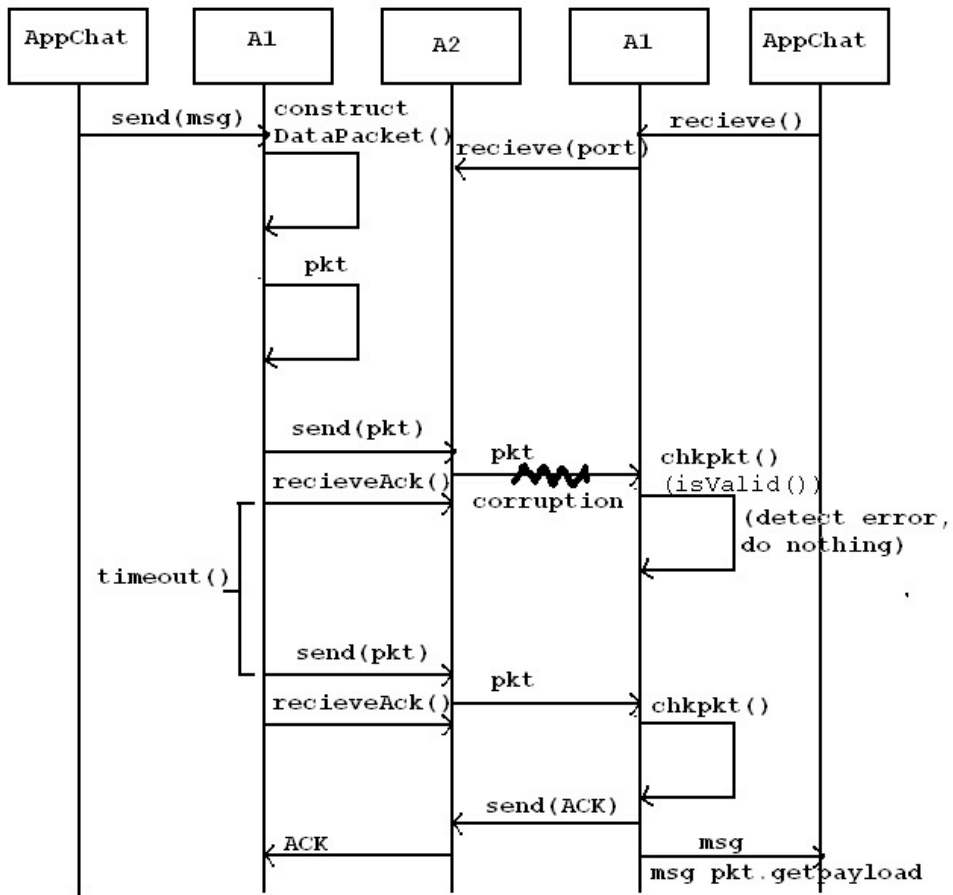 AppChat
A1
A2
A1
AppChat
send(msg)
construct
DataPacket()
recieve()
recieve(port)
pkt
send(pkt)
pkt
chkpkt()
(isValid())
recieveAck()
corruption
(detect error,
do nothing)
timeout()
send(pkt)
pkt
recieveAck()
chkpkt()
send(ACK)
ACK
msg
msg pkt.getpayload